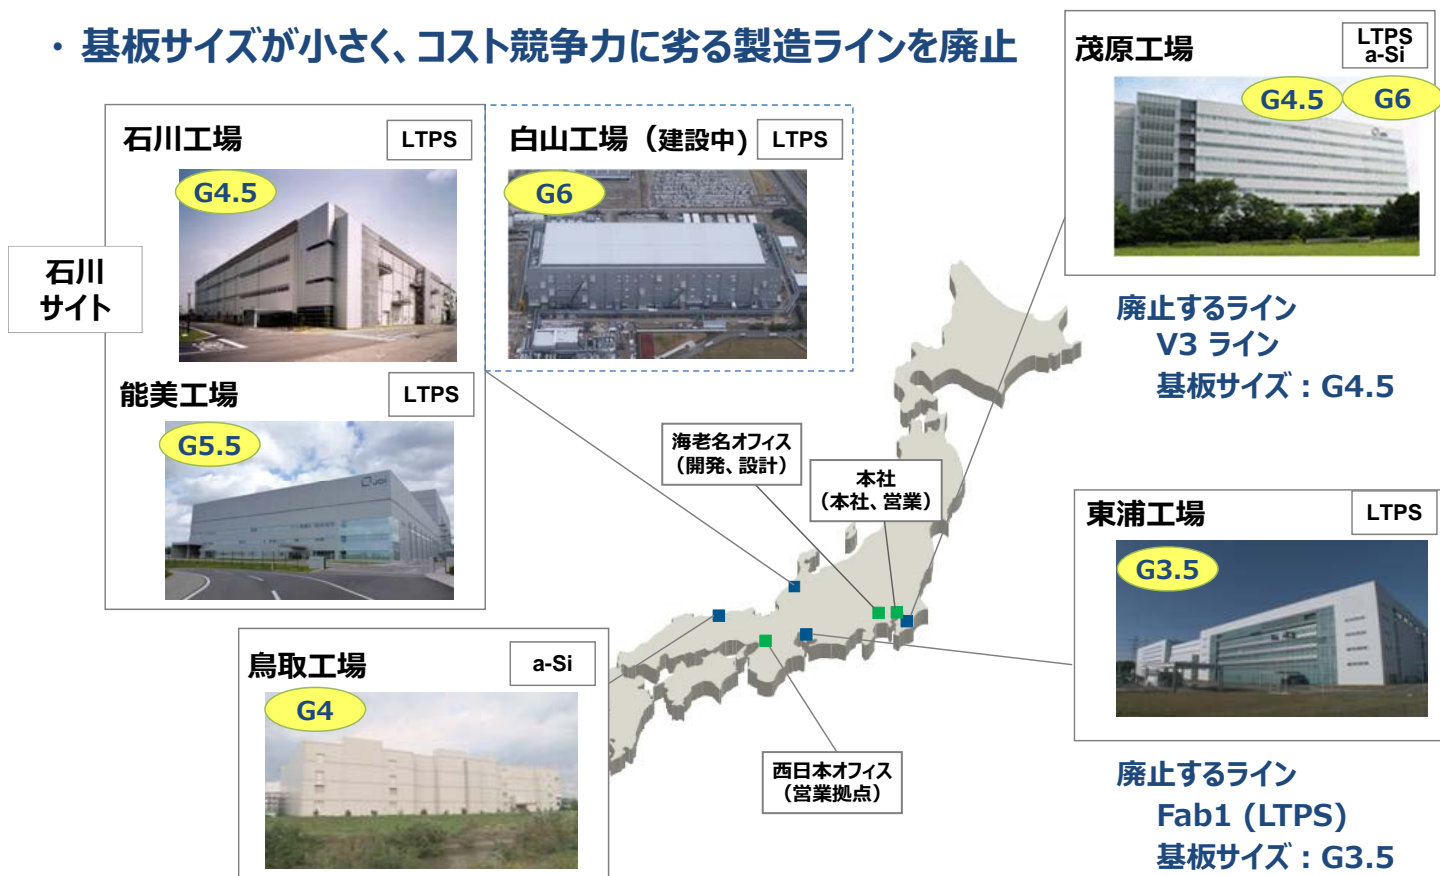 ・基板サイズが小さく、コスト競争力に劣る製造ラインを廃止
石川工場
LTPS
G4.5
白山工場（建設中)
LTPS
G6
石川
サイト
能美工場
LTPS
G5.5
JDI
鳥取工場
a-Si
G4
海老名オフィス
（開発、設計）
本社
（本社、営業）
西日本オフィス
（営業拠点）
茂原工場
LTPS
a-Si
G4.5
G6
廃止するライン
V3 ライン
基板サイズ：G4.5
東浦工場
LTPS
G3.5
廃止するライン
Fab1 (LTPS)
基板サイズ：G3.5